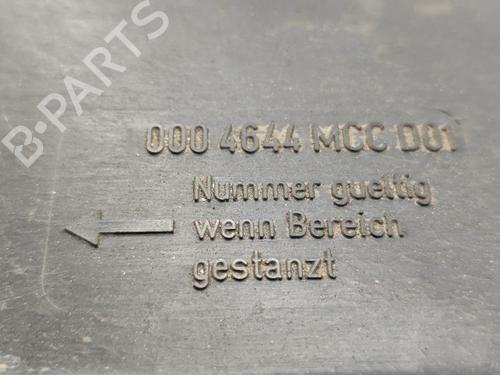 B-PARTS
000 4644 MCC D01
Nummer gueltig
wenn Bereich
gestanzt